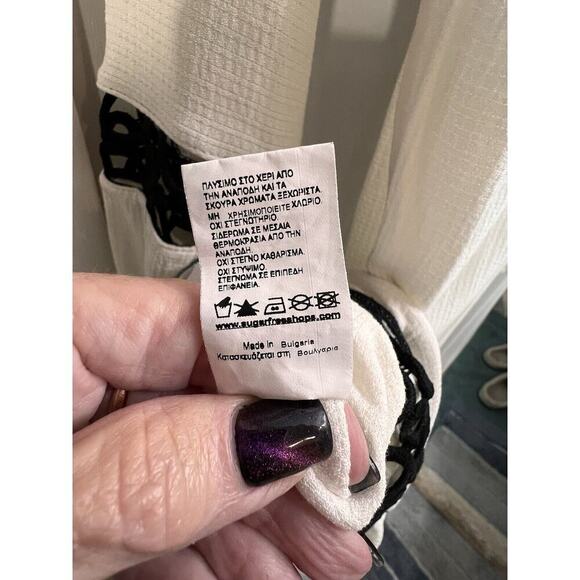 ΠΛΥΣΙΜΟ ΣΤΟ ΧΕΡΙ ΑΠΟ
ΤΗΝ ΑΝΑΠΟΔΗ ΚΑΙ ΤΑ
ΣΚΟΥΡΑ ΧΡΩΜΑΤΑ ΞΕΧΩΡΙΣΤΑ.
ΜΗ ΧΡΗΣΙΜΟΠΟΙΕΙΤΕ ΧΛΩΡΙΟ.
ΟΧΙ ΣΤΕΓΝΩΤΗΡΙΟ.
ΣΙΔΕΡΩΜΑ ΣΕ ΜΕΣΑΙΑ
ΘΕΡΜΟΚΡΑΣΙΑ ΑΠΟ ΤΗΝ
ΑΝΑΠΟΔΗ.
ΟΧΙ ΣΤΕΓΝΟ ΚΑΘΑΡΙΣΜΑ.
ΟΧΙ ΣΤΥΨΙΜΟ.
ΣΤΕΓΝΩΜΑ ΣΕ ΕΠΙΠΕΔΗ
ΕΠΙΦΑΝΕΙΑ.
www.sugarfreeshops.com
Made in Bulgaria
Κατασκευάζεται στη Βουλγαρία